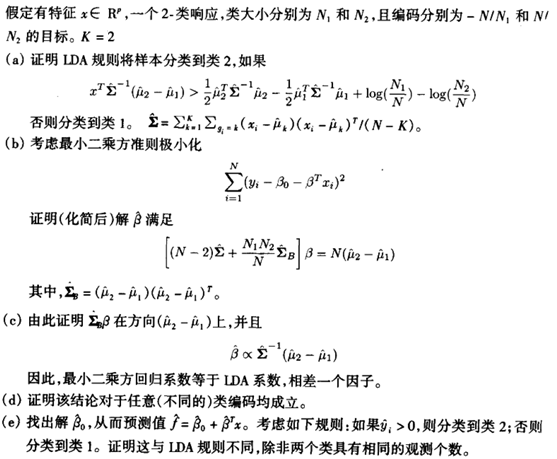 假定有特征 x ∈ Rᵖ,一个 2-类响应,类大小分别为 N₁ 和 N₂,且编码分别为 - N/N₁ 和 N/
N₂ 的目标。K = 2
(a) 证明 LDA 规则将样本分类到类 2,如果
x^T Σ̂^{-1}(μ̂₂ - μ̂₁) > 1/2 μ̂₂^T Σ̂^{-1} μ̂₂ - 1/2 μ̂₁^T Σ̂^{-1} μ̂₁ + log(N₁/N) - log(N₂/N)
否则分类到类 1。 Σ̂ = Σ_{k=1}^{K} Σ_{g_i=k} (x_i - μ̂_k)(x_i - μ̂_k)^T/(N - K)。
(b) 考虑最小二乘方准则极小化
Σ_{i=1}^{N} (y_i - β₀ - β^T x_i)²
证明(化简后)解 β̂ 满足
[(N - 2)Σ̂ + N₁N₂/N Σ̂_B] β = N(μ̂₂ - μ̂₁)
其中,Σ̂_B = (μ̂₂ - μ̂₁)(μ̂₂ - μ̂₁)^T。
(c) 由此证明 Σ̂_Bβ 在方向(μ̂₂ - μ̂₁)上,并且
β̂ ∝ Σ̂^{-1}(μ̂₂ - μ̂₁)
因此,最小二乘方回归系数等于 LDA 系数,相差一个因子。
(d) 证明该结论对于任意(不同的)类编码均成立。
(e) 找出解 β̂₀,从而预测值 f̂ = β̂₀ + β̂^T x。考虑如下规则:如果 ŷ_i > 0,则分类到类 2;否则
分类到类 1。证明这与 LDA 规则不同,除非两个类具有相同的观测个数。